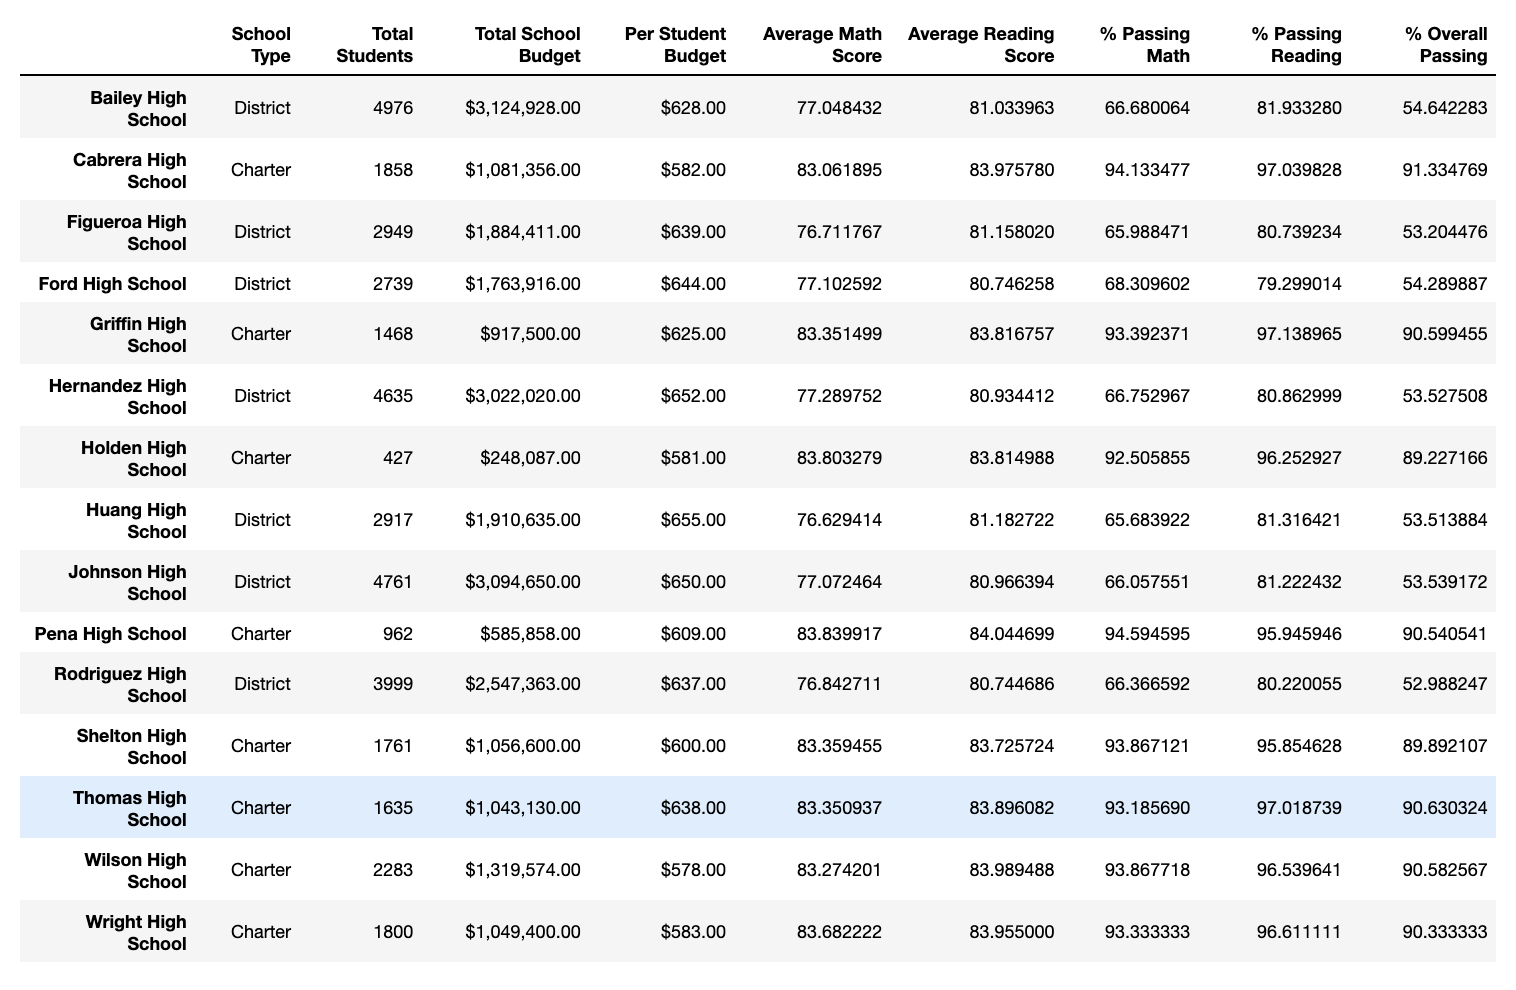 School Type Total Students Total School Budget Per Student Budget Average Math Score Average Reading Score % Passing Math % Passing Reading % Overall Passing
Bailey High School District 4976 $3,124,928.00 $628.00 77.048432 81.033963 66.680064 81.933280 54.642283
Cabrera High School Charter 1858 $1,081,356.00 $582.00 83.061895 83.975780 94.133477 97.039828 91.334769
Figueroa High School District 2949 $1,884,411.00 $639.00 76.711767 81.158020 65.988471 80.739234 53.204476
Ford High School District 2739 $1,763,916.00 $644.00 77.102592 80.746258 68.309602 79.299014 54.289887
Griffin High School Charter 1468 $917,500.00 $625.00 83.351499 83.816757 93.392371 97.138965 90.599455
Hernandez High School District 4635 $3,022,020.00 $652.00 77.289752 80.934412 66.752967 80.862999 53.527508
Holden High School Charter 427 $248,087.00 $581.00 83.803279 83.814988 92.505855 96.252927 89.227166
Huang High School District 2917 $1,910,635.00 $655.00 76.629414 81.182722 65.683922 81.316421 53.513884
Johnson High School District 4761 $3,094,650.00 $650.00 77.072464 80.966394 66.057551 81.222432 53.539172
Pena High School Charter 962 $585,858.00 $609.00 83.839917 84.044699 94.594595 95.945946 90.540541
Rodriguez High School District 3999 $2,547,363.00 $637.00 76.842711 80.744686 66.366592 80.220055 52.988247
Shelton High School Charter 1761 $1,056,600.00 $600.00 83.359455 83.725724 93.867121 95.854628 89.892107
Thomas High School Charter 1635 $1,043,130.00 $638.00 83.350937 83.896082 93.185690 97.018739 90.630324
Wilson High School Charter 2283 $1,319,574.00 $578.00 83.274201 83.989488 93.867718 96.539641 90.582567
Wright High School Charter 1800 $1,049,400.00 $583.00 83.682222 83.955000 93.333333 96.611111 90.333333